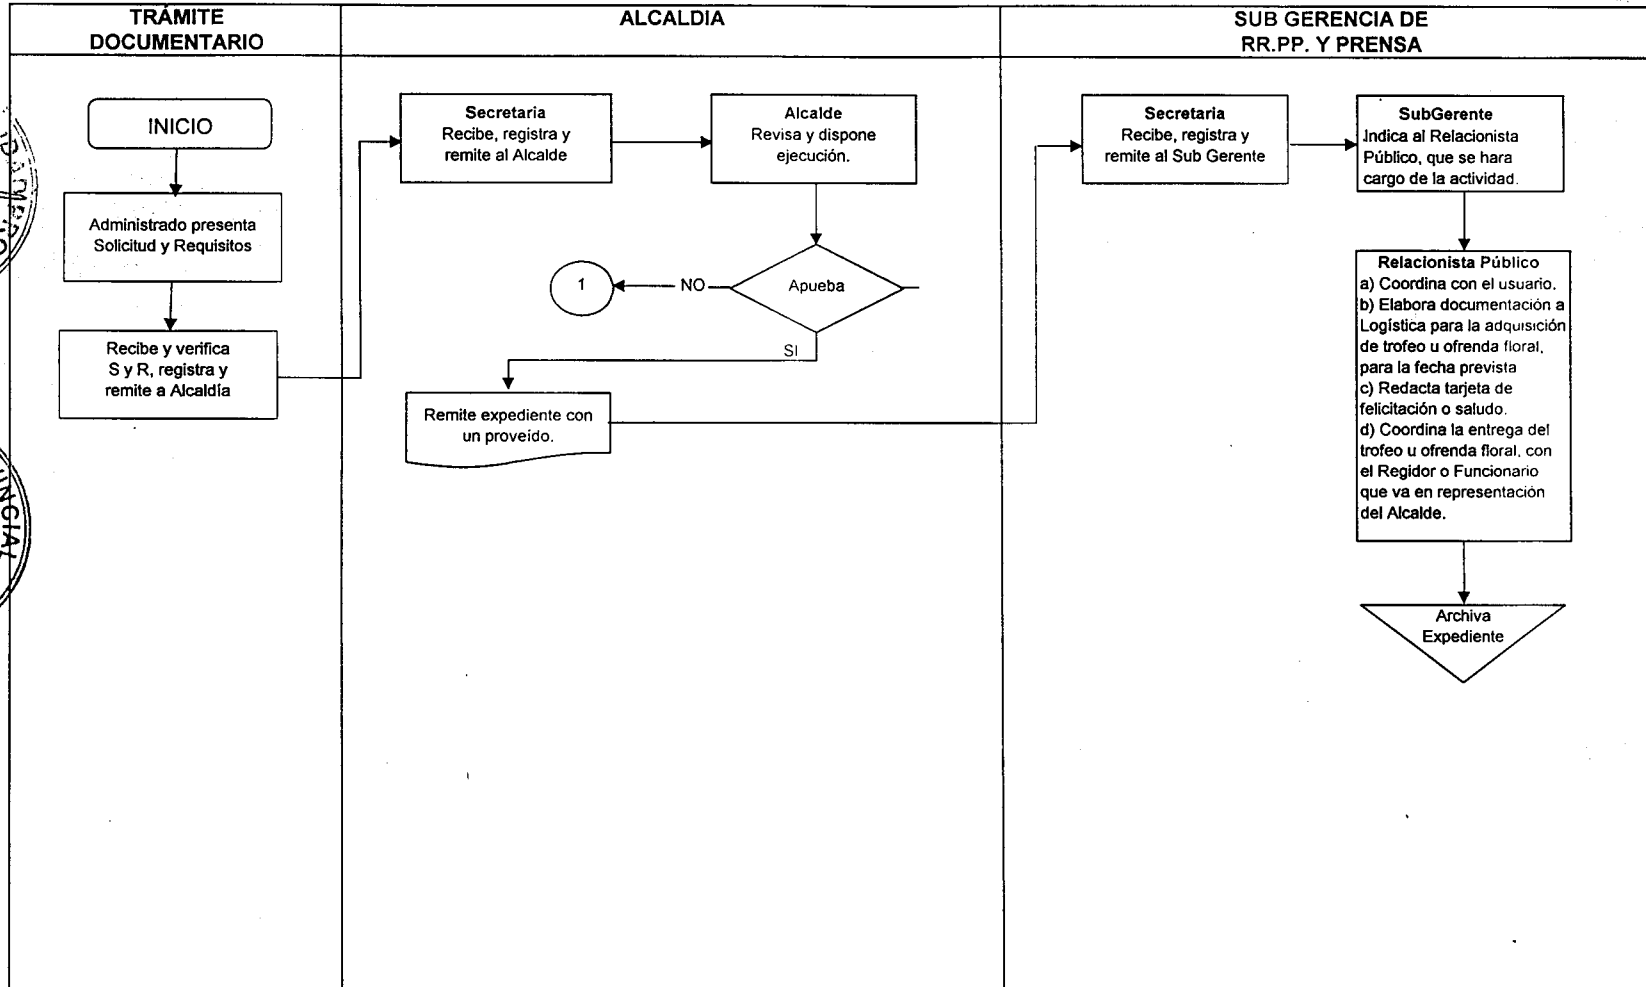 TRÁMITE
DOCUMENTARIO
ALCALDIA
SUB GERENCIA DE
RR.PP. Y PRENSA
INICIO
Administrado presenta
Solicitud y Requisitos
Recibe y verifica
S y R, registra y
remite a Alcaldía
Secretaria
Recibe, registra y
remite al Alcalde
Alcalde
Revisa y dispone
ejecución.
Apueba
NO
1
SI
Remite expediente con
un proveído.
Secretaria
Recibe, registra y
remite al Sub Gerente
SubGerente
Indica al Relacionista
Público, que se hara
cargo de la actividad.
Relacionista Público
a) Coordina con el usuario.
b) Elabora documentación a
Logística para la adquisición
de trofeo u ofrenda floral,
para la fecha prevista
c) Redacta tarjeta de
felicitación o saludo.
d) Coordina la entrega del
trofeo u ofrenda floral, con
el Regidor o Funcionario
que va en representación
del Alcalde.
Archiva
Expediente